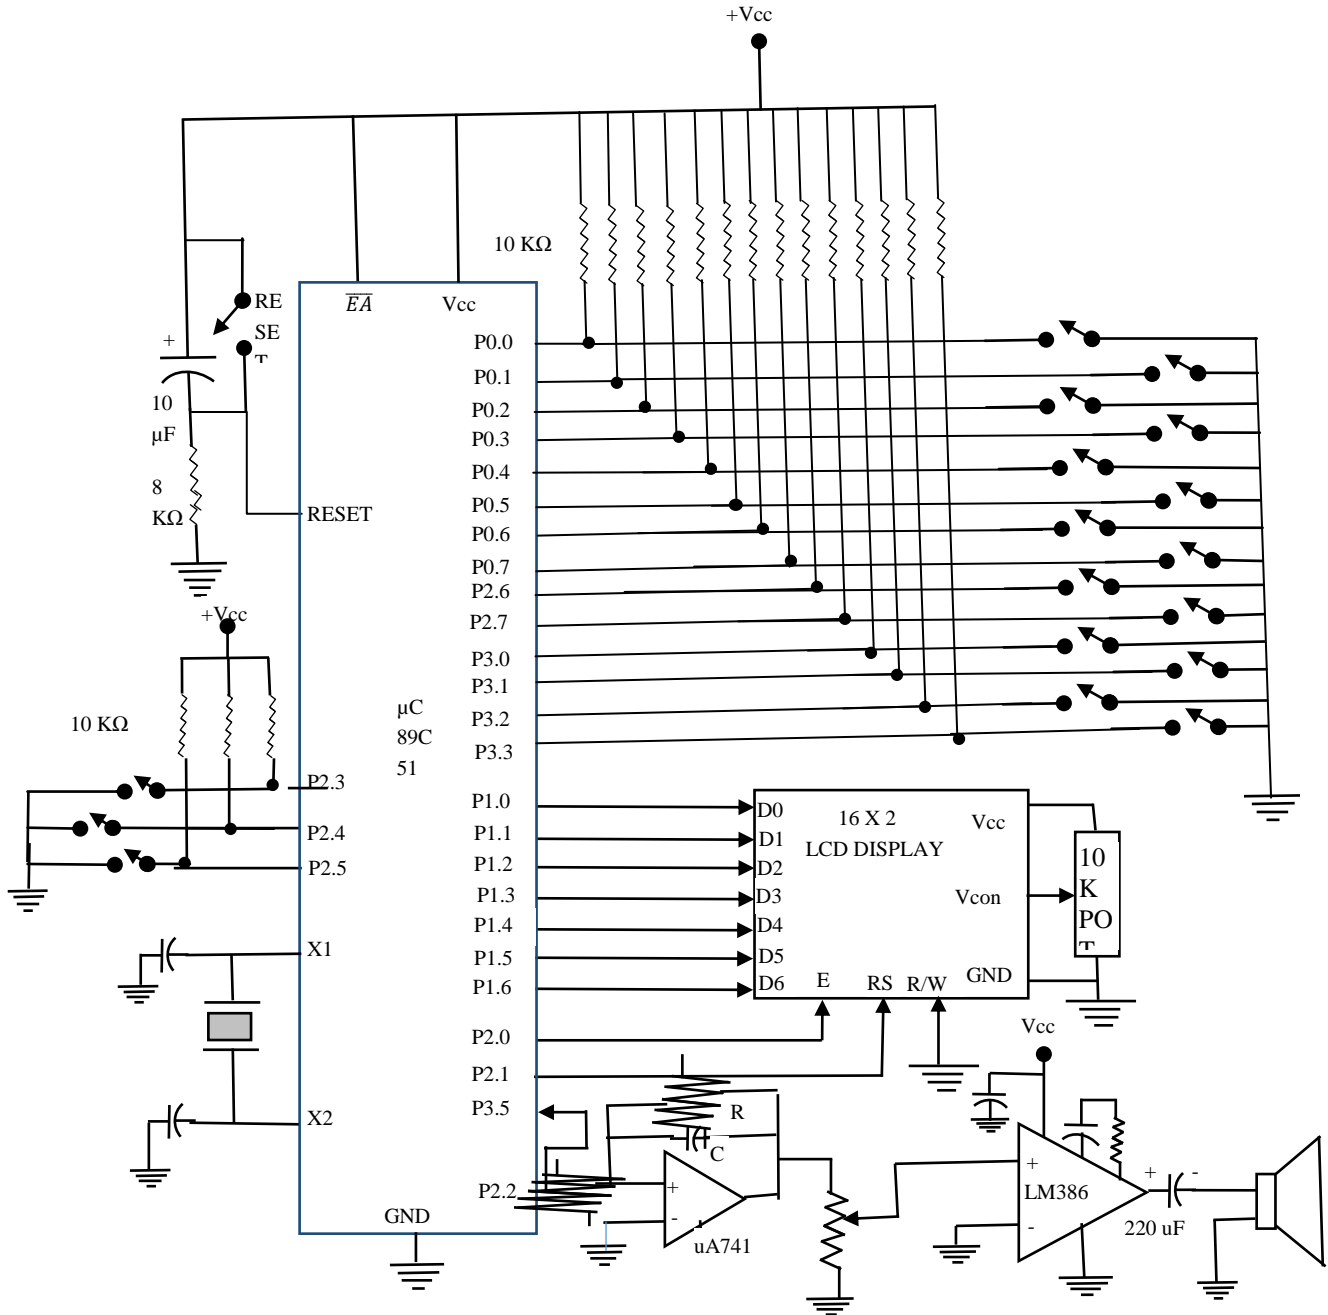 +Vcc
10 KΩ
EA
Vcc
RE
SE
T
+
10
µF
8
KΩ
RESET
P0.0
P0.1
P0.2
P0.3
P0.4
P0.5
P0.6
P0.7
P2.6
P2.7
P3.0
P3.1
P3.2
P3.3
+Vcc
10 KΩ
µC
89C
51
P2.3
P2.4
P2.5
X1
X2
P1.0
P1.1
P1.2
P1.3
P1.4
P1.5
P1.6
P2.0
P2.1
P3.5
P2.2
GND
D0
D1
D2
D3
D4
D5
D6
16 X 2
LCD DISPLAY
Vcc
Vcon
GND
E
RS
R/W
10
K
PO
T
R
C
+
-
uA741
Vcc
+
LM386
-
+
-
220 uF